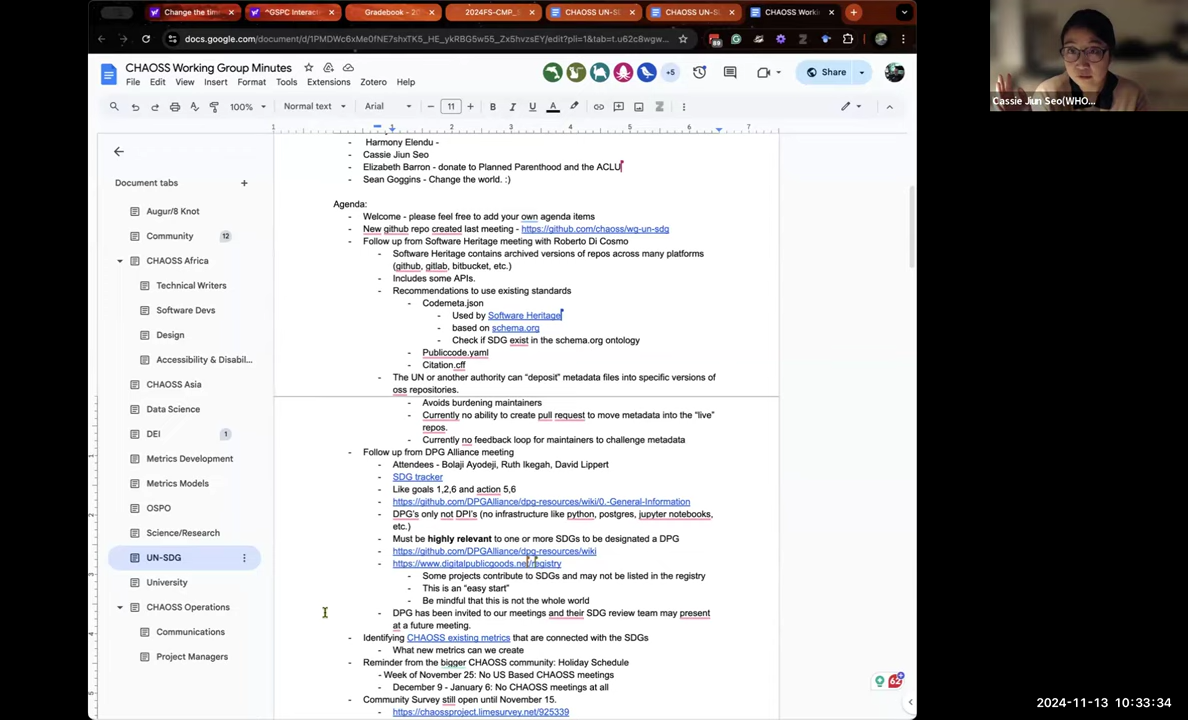 Change the time
^GSPC Interac
Gradebook - 20
2024FS-CMP_
CHAOSS UN-S
CHAOSS UN-S
CHAOSS Work
docs.google.com/document/d/1PMDWc6xMe0fNE7shxTK5_HE_ykRBG5w55_Zx5hvzsEY/edit?pli=1&tab=t.u62c8wgw...
CHAOSS Working Group Minutes
File Edit View Insert Format Tools Extensions Zotero Help
+5
Share
100% Normal text Arial 11 B I U A
1 1 2 3 4 5 6 7
Document tabs
Augur/8 Knot
Community 12
CHAOSS Africa
Technical Writers
Software Devs
Design
Accessibility & Disabil...
CHAOSS Asia
Data Science
DEI 1
Metrics Development
Metrics Models
OSPO
Science/Research
UN-SDG
University
CHAOSS Operations
Communications
Project Managers
- Harmony Elendu -
- Cassie Jiun Seo
- Elizabeth Barron - donate to Planned Parenthood and the ACLU
- Sean Goggins - Change the world. :)
Agenda:
- Welcome - please feel free to add your own agenda items
- New github repo created last meeting - https://github.com/chaoss/wg-un-sdg
- Follow up from Software Heritage meeting with Roberto Di Cosmo
- Software Heritage contains archived versions of repos across many platforms
(github, gitlab, bitbucket, etc.)
- Includes some APIs.
- Recommendations to use existing standards
- Codemeta.json
- Used by Software Heritage
- based on schema.org
- Check if SDG exist in the schema.org ontology
- Publiccode.yaml
- Citation.cff
- The UN or another authority can “deposit” metadata files into specific versions of
oss repositories.
- Avoids burdening maintainers
- Currently no ability to create pull request to move metadata into the “live”
repos.
- Currently no feedback loop for maintainers to challenge metadata
- Follow up from DPG Alliance meeting
- Attendees - Bolaji Ayodeji, Ruth Ikegah, David Lippert
- SDG tracker
- Like goals 1,2,6 and action 5,6
- https://github.com/DPGAlliance/dpg-resources/wiki/0.-General-Information
- DPG’s only not DPI’s (no infrastructure like python, postgres, jupyter notebooks,
etc.)
- Must be highly relevant to one or more SDGs to be designated a DPG
- https://github.com/DPGAlliance/dpg-resources/wiki
- https://www.digitalpublicgoods.net/registry
- Some projects contribute to SDGs and may not be listed in the registry
- This is an “easy start”
- Be mindful that this is not the whole world
- DPG has been invited to our meetings and their SDG review team may present
at a future meeting.
- Identifying CHAOSS existing metrics that are connected with the SDGs
- What new metrics can we create
- Reminder from the bigger CHAOSS community: Holiday Schedule
- Week of November 25: No US Based CHAOSS meetings
- December 9 - January 6: No CHAOSS meetings at all
- Community Survey still open until November 15.
- https://chaossproject.limesurvey.net/925339
62
Cassie Jiun Seo(WHO...
2024-11-13 10:33:34